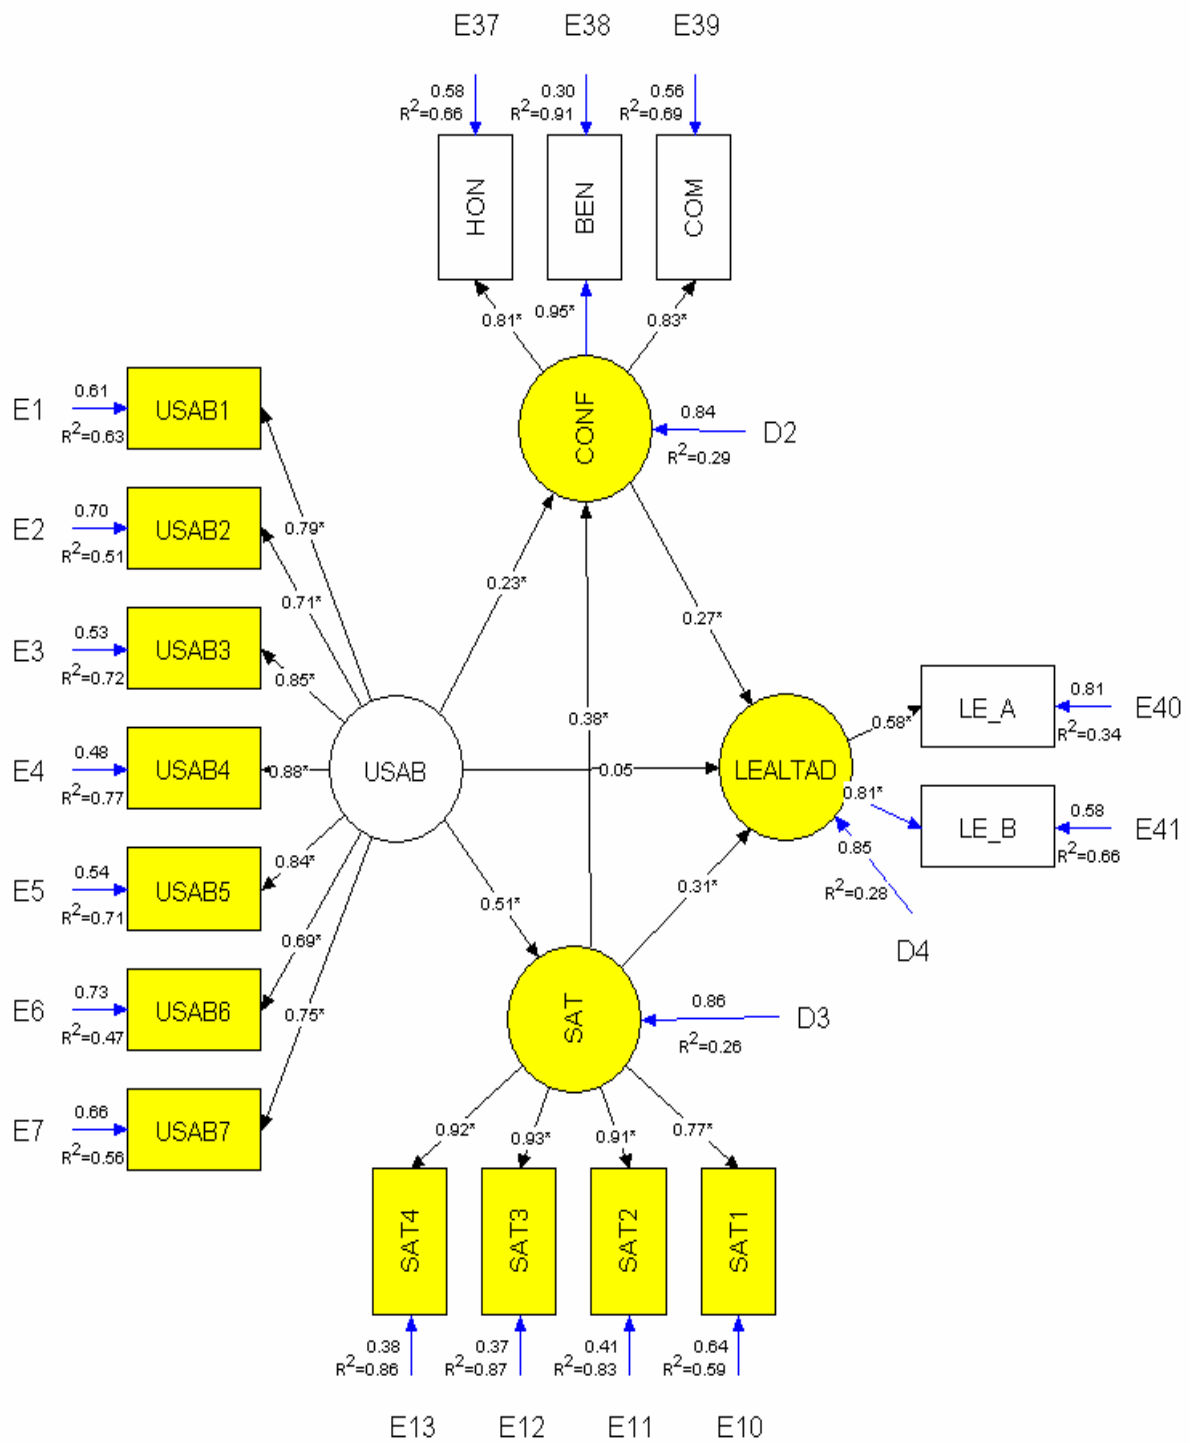 E37
E38
E39
0.58
R²=0.66
0.30
R²=0.91
0.56
R²=0.69
HON
BEN
COM
0.81*
0.95*
0.83*
CONF
0.84
R²=0.29
D2
E1
0.61
R²=0.63
USAB1
E2
0.70
R²=0.51
USAB2
0.79*
E3
0.53
R²=0.72
USAB3
0.71*
0.23*
0.27*
0.85*
E4
0.48
R²=0.77
USAB4
0.88*
USAB
0.38*
0.05
LEALTAD
0.58*
LE_A
0.81
R²=0.34
E40
0.81*
LE_B
0.58
R²=0.66
E41
0.85
R²=0.28
D4
E5
0.54
R²=0.71
USAB5
0.84*
0.51*
0.31*
E6
0.73
R²=0.47
USAB6
0.69*
SAT
0.86
R²=0.26
D3
0.75*
E7
0.66
R²=0.56
USAB7
0.92*
0.93*
0.91*
0.77*
SAT4
SAT3
SAT2
SAT1
0.38
R²=0.86
0.37
R²=0.87
0.41
R²=0.83
0.64
R²=0.59
E13
E12
E11
E10